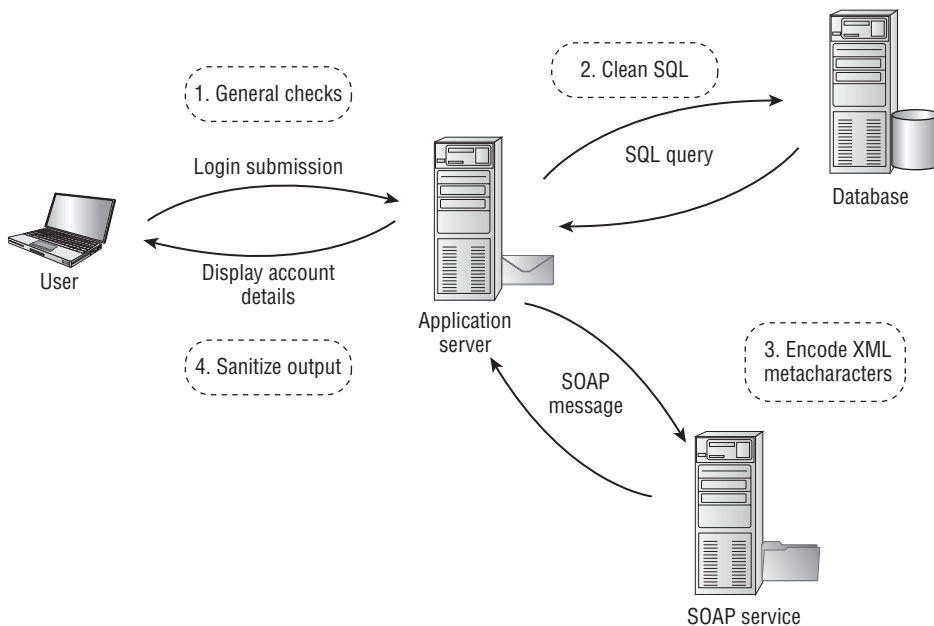 1. General checks
2. Clean SQL
Login submission
SQL query
Database
User
Display account
details
Application
server
4. Sanitize output
3. Encode XML
metacharacters
SOAP
message
SOAP service